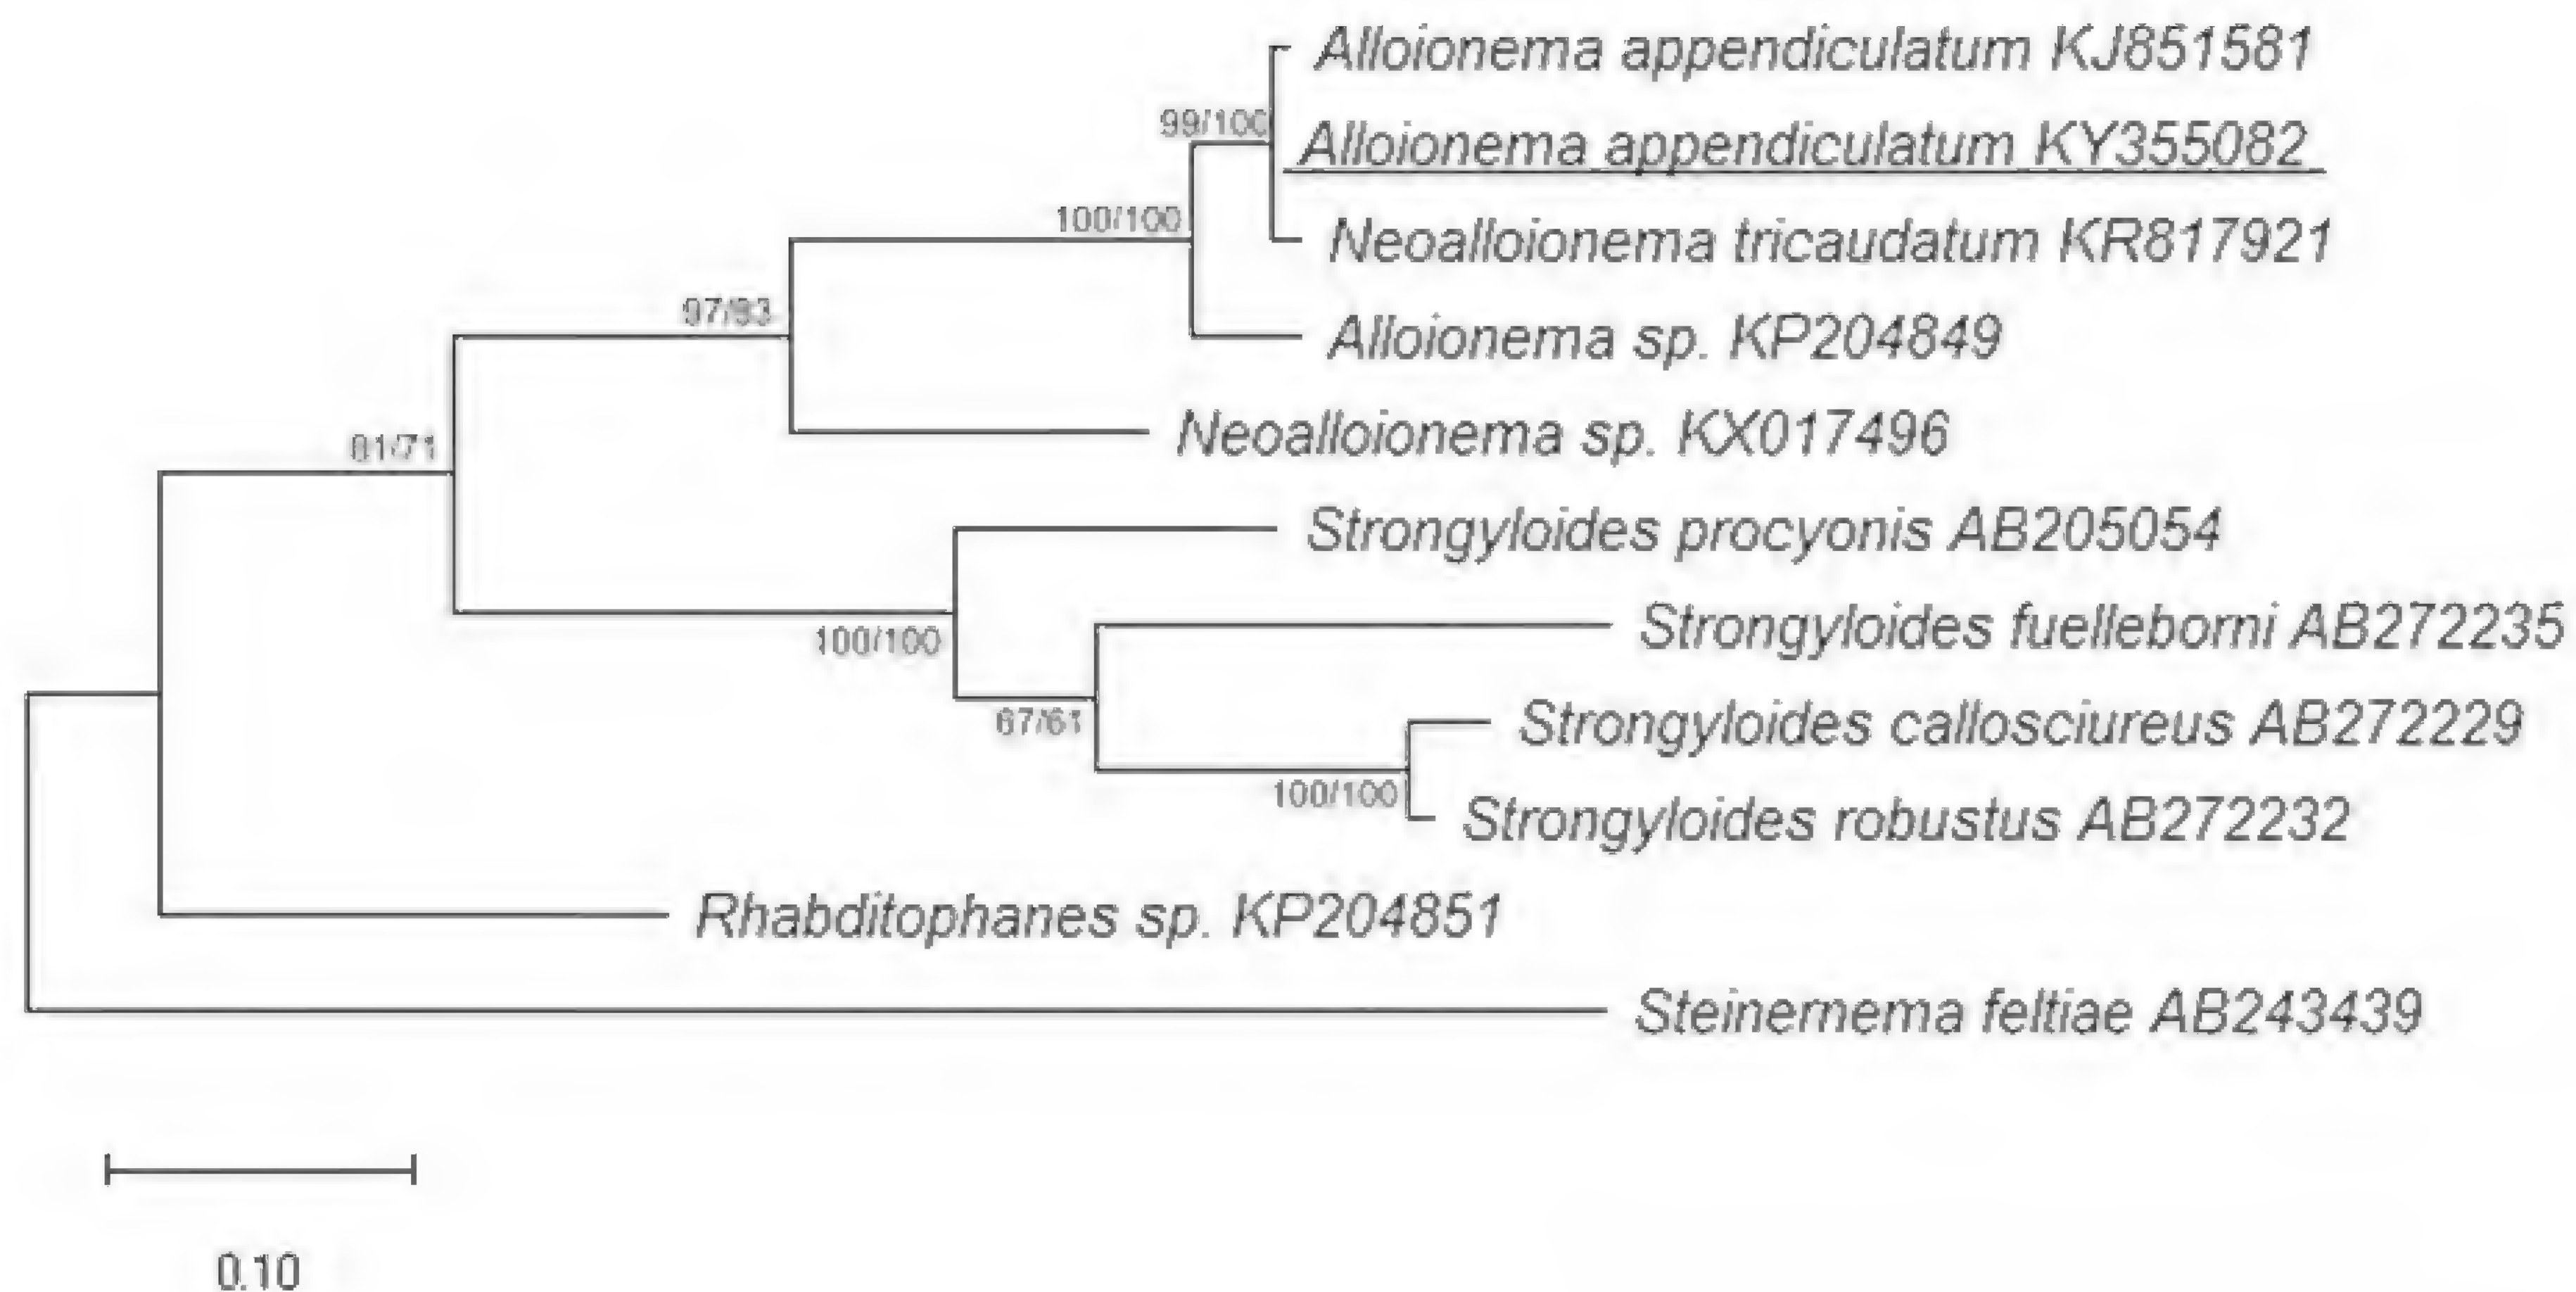 Alloionema appendiculatum KJ851581
99/100
Alloionema appendiculatum KY355082
100/100
Neoalloionema tricaudatum KR817921
97/93
Alloionema sp. KP204849
Neoalloionema sp. KX017496
81/71
Strongyloides procyonis AB205054
Strongyloides fuelleborni AB272235
100/100
67/61
Strongyloides callosciureus AB272229
100/100
Strongyloides robustus AB272232
Rhabditophanes sp. KP204851
Steinernema feltiae AB243439
0.10